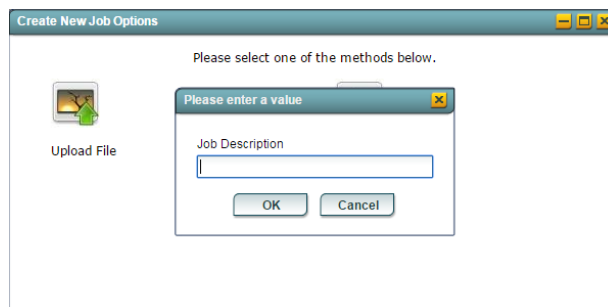 Create New Job Options
Please select one of the methods below.
Please enter a value
Upload File
Job Description
OK Cancel